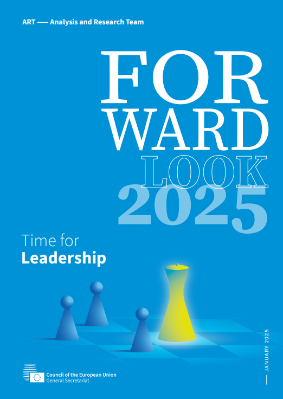 ART — Analysis and Research Team
FOR
WARD
LOOK
2025
Time for
Leadership
Council of the European Union
General Secretariat
— JANUARY 2025